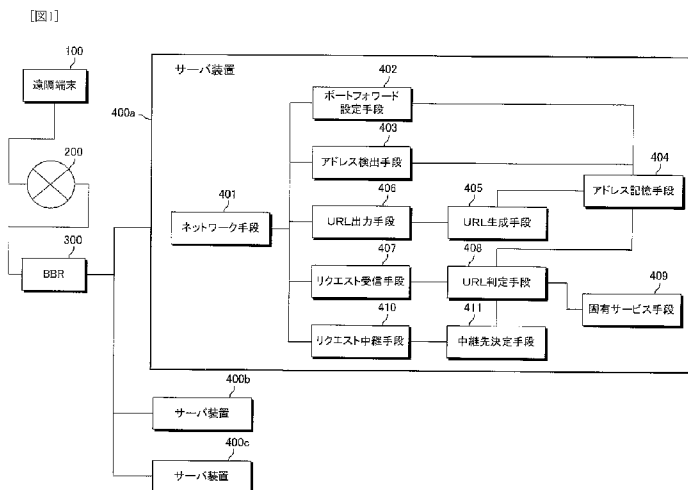 [図1]
100
遠隔端末
200
300
BBR
400a
サーバ装置
401
ネットワーク手段
402
ポートフォワード
設定手段
403
アドレス検出手段
404
アドレス記憶手段
406
URL出力手段
405
URL生成手段
407
リクエスト受信手段
408
URL判定手段
409
固有サービス手段
410
リクエスト中継手段
411
中継先決定手段
400b
サーバ装置
400c
サーバ装置